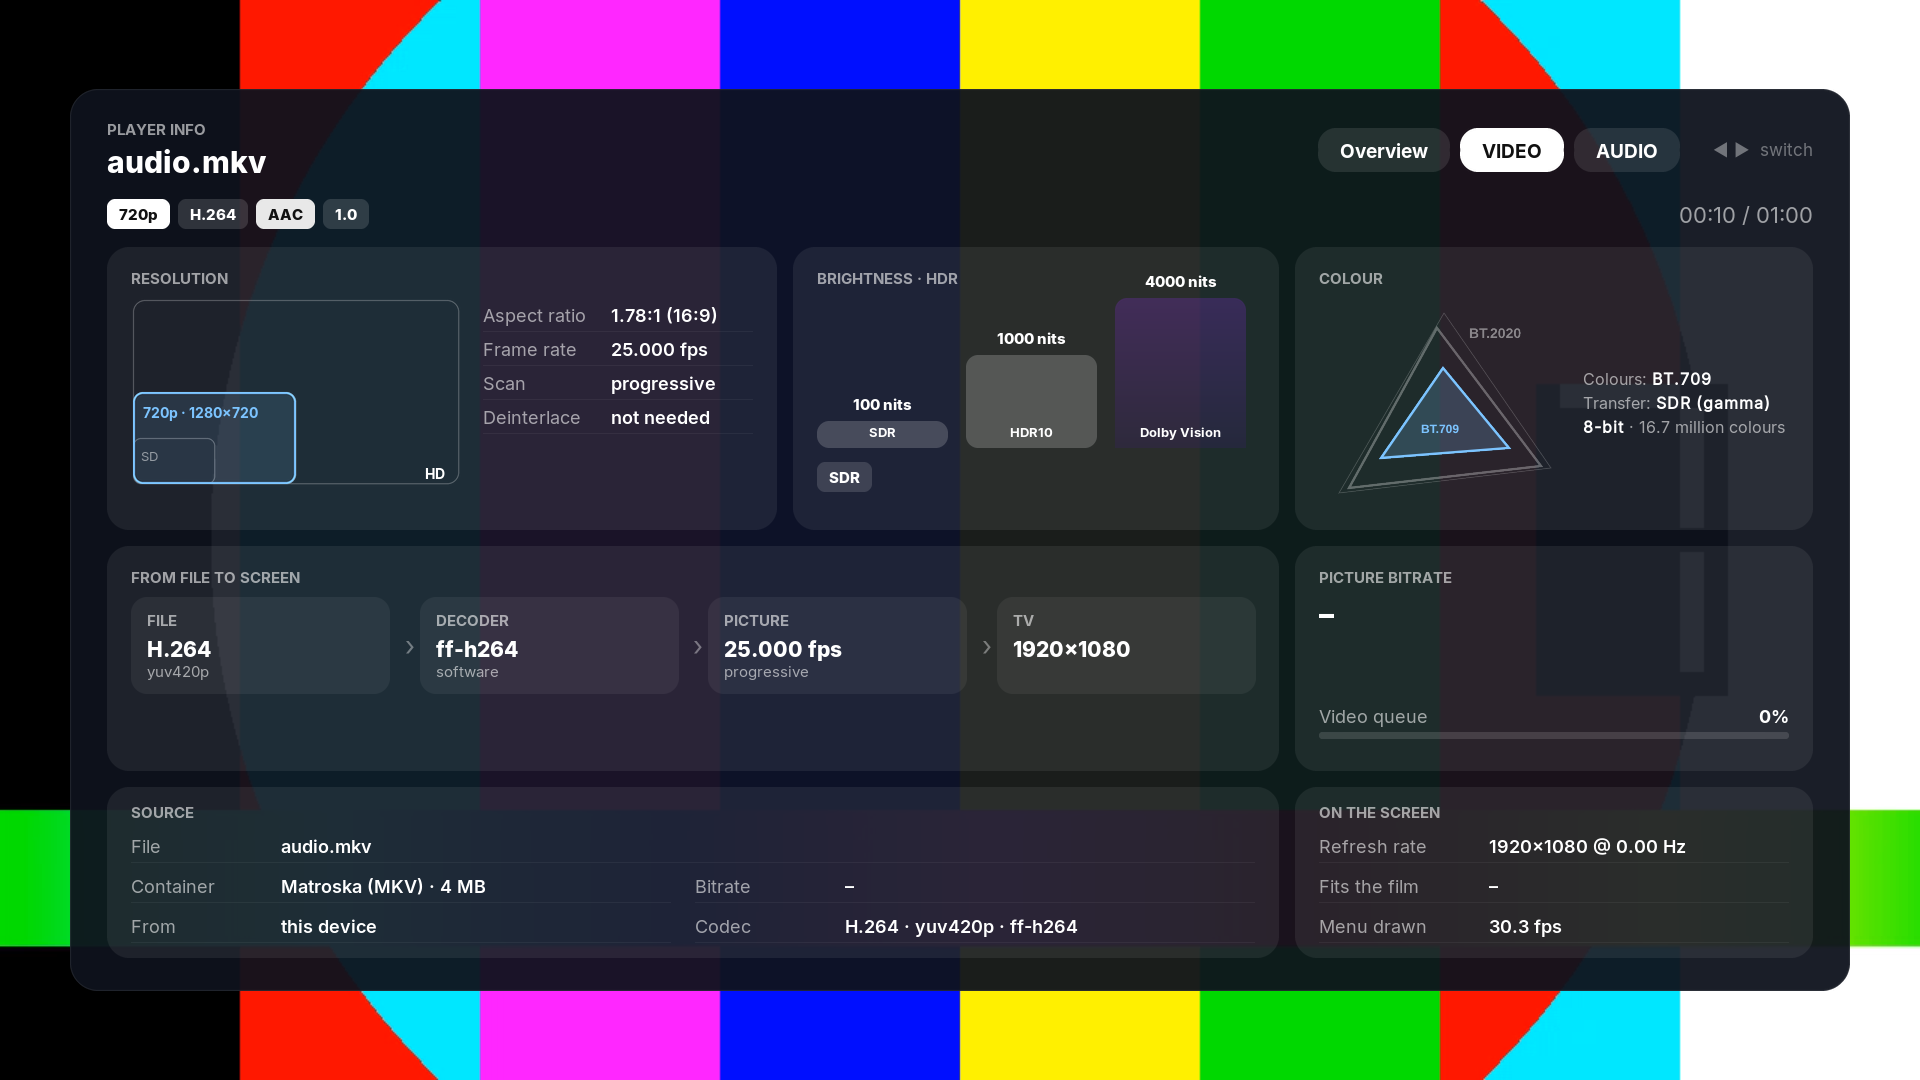 PLAYER INFO
audio.mkv
Overview
VIDEO
AUDIO
◀ ▶ switch
720p
H.264
AAC
1.0
00:10 / 01:00
RESOLUTION
720p · 1280×720
SD
HD
Aspect ratio 1.78:1 (16:9)
Frame rate 25.000 fps
Scan progressive
Deinterlace not needed
BRIGHTNESS · HDR
100 nits
SDR
1000 nits
HDR10
4000 nits
Dolby Vision
SDR
COLOUR
BT.2020
BT.709
Colours: BT.709
Transfer: SDR (gamma)
8-bit · 16.7 million colours
FROM FILE TO SCREEN
FILE
H.264
yuv420p
›
DECODER
ff-h264
software
›
PICTURE
25.000 fps
progressive
›
TV
1920×1080
PICTURE BITRATE
–
Video queue 0%
SOURCE
File audio.mkv
Container Matroska (MKV) · 4 MB
Bitrate –
From this device
Codec H.264 · yuv420p · ff-h264
ON THE SCREEN
Refresh rate 1920×1080 @ 0.00 Hz
Fits the film –
Menu drawn 30.3 fps